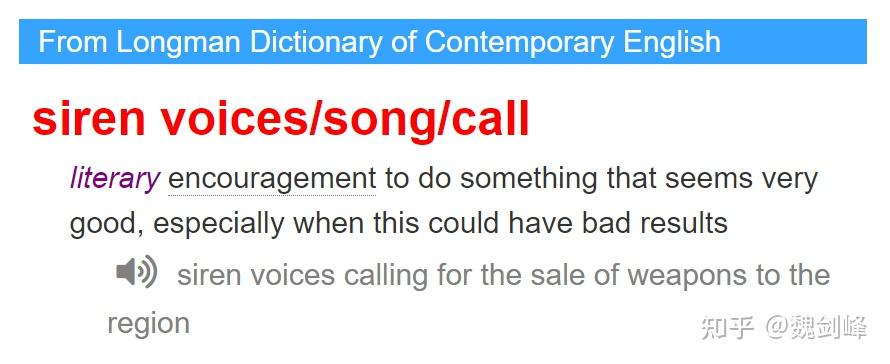 From Longman Dictionary of Contemporary English
siren voices/song/call
literary encouragement to do something that seems very
good, especially when this could have bad results
siren voices calling for the sale of weapons to the
region
知乎 @魏剑峰